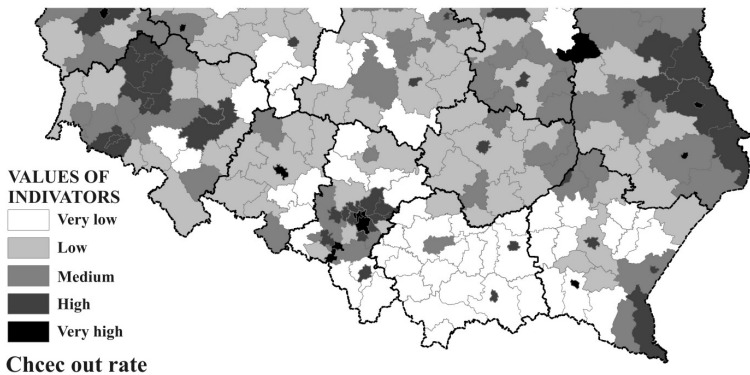 VALUES OF
INDIVATORS
Very low
Low
Medium
High
Very high
Chcec out rate